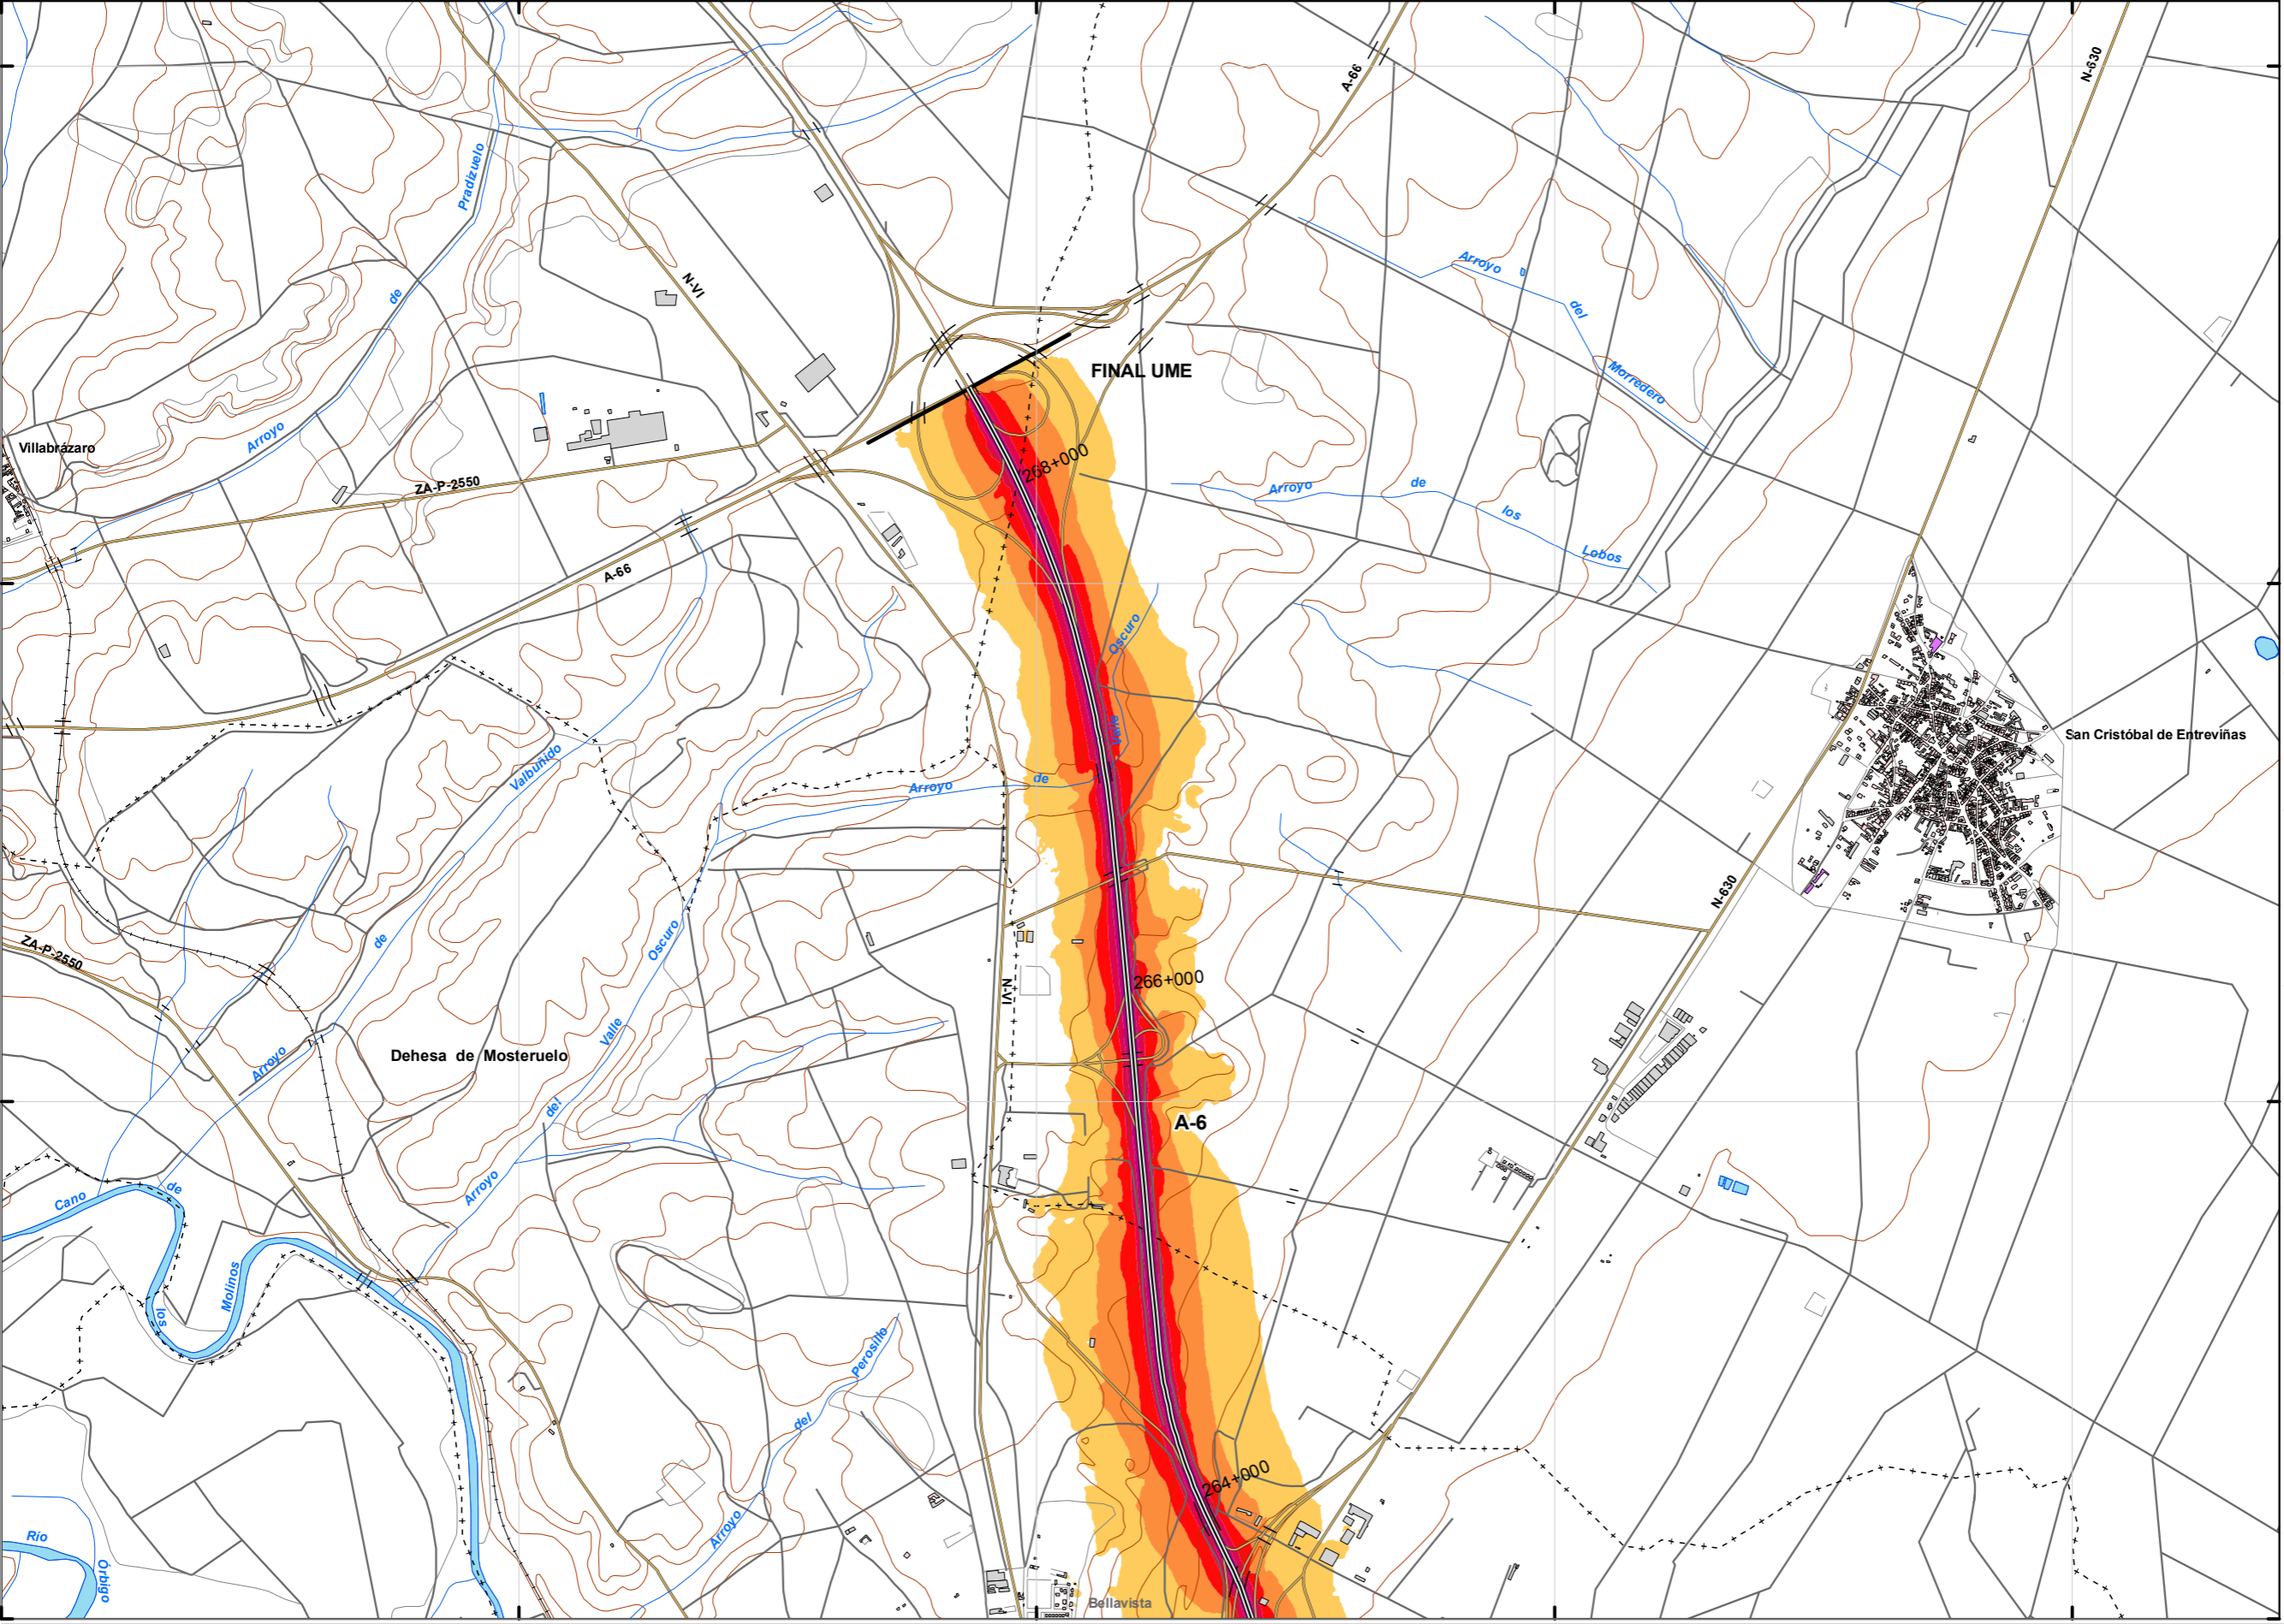 A-66
N-630
Pradizuelo
de
Arroyo
N-VI
Arroyo
del
Morredero
FINAL UME
Villabrázaro
ZA-P-2550
268+000
Arroyo
de
los
Lobos
A-66
Oscuro
Valle
de
Arroyo
San Cristóbal de Entreviñas
Valbuñido
de
Arroyo
N-630
ZA-P-2550
Oscuro
Valle
del
Arroyo
266+000
N-VI
Dehesa de Mosteruelo
A-6
Cano
de
los
Molinos
Perosillo
del
Arroyo
264+000
Río
Órbigo
Bellavista